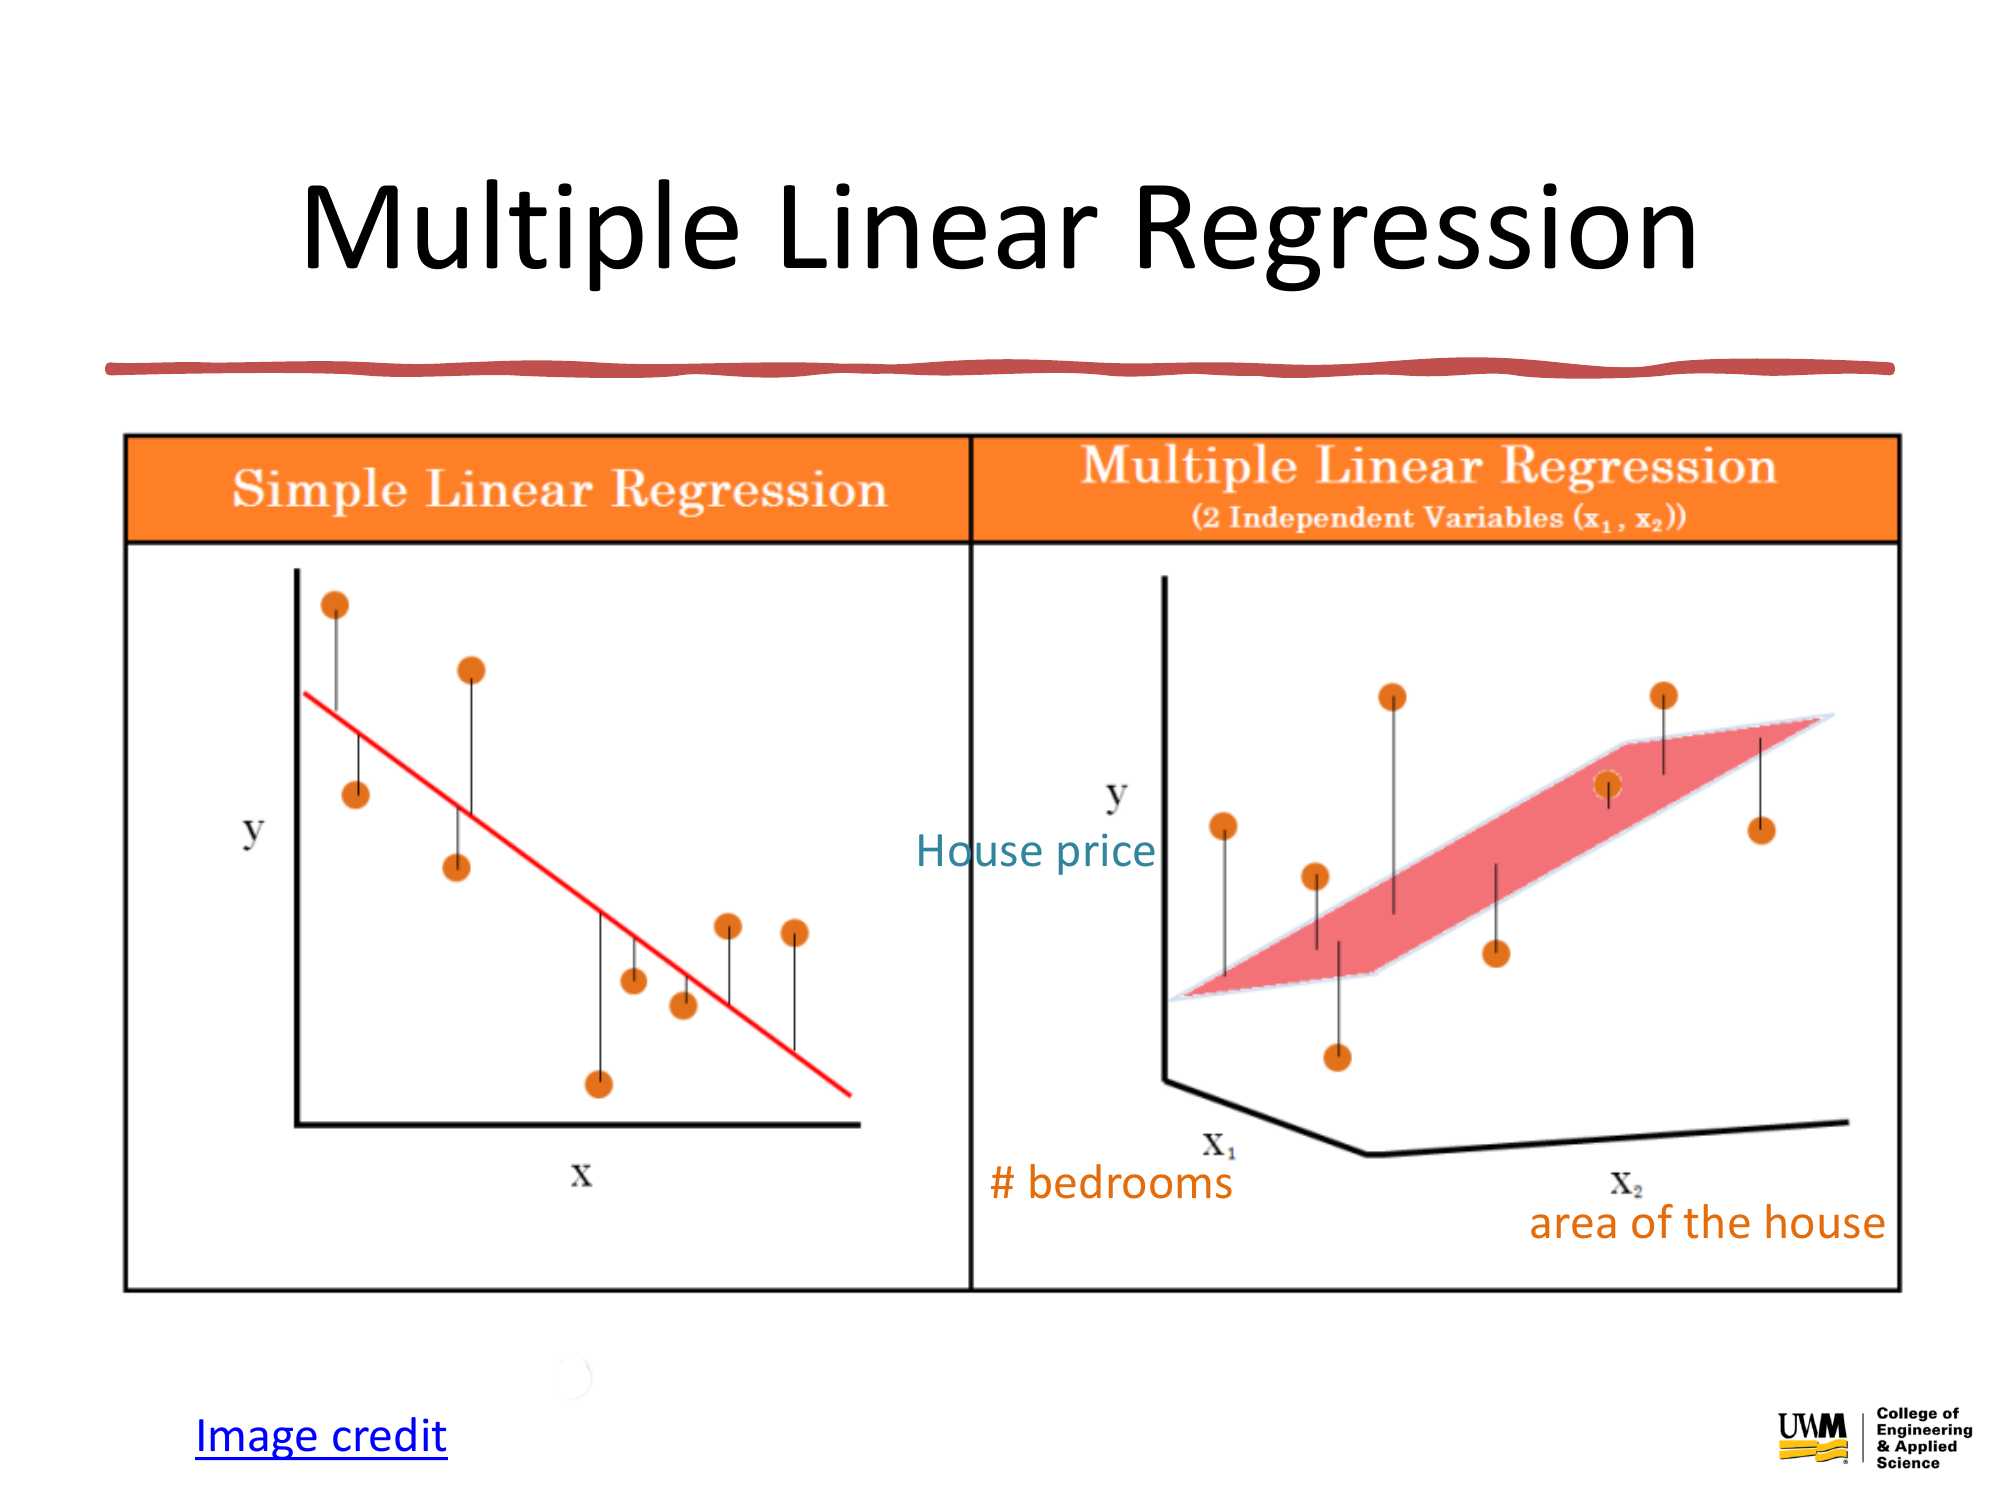 Multiple Linear Regression
Simple Linear Regression
Multiple Linear Regression
(2 Independent Variables (x₁, x₂))
y
x
y
House price
x₁
# bedrooms
x₂
area of the house
Image credit
UWM
College of
Engineering
& Applied
Science